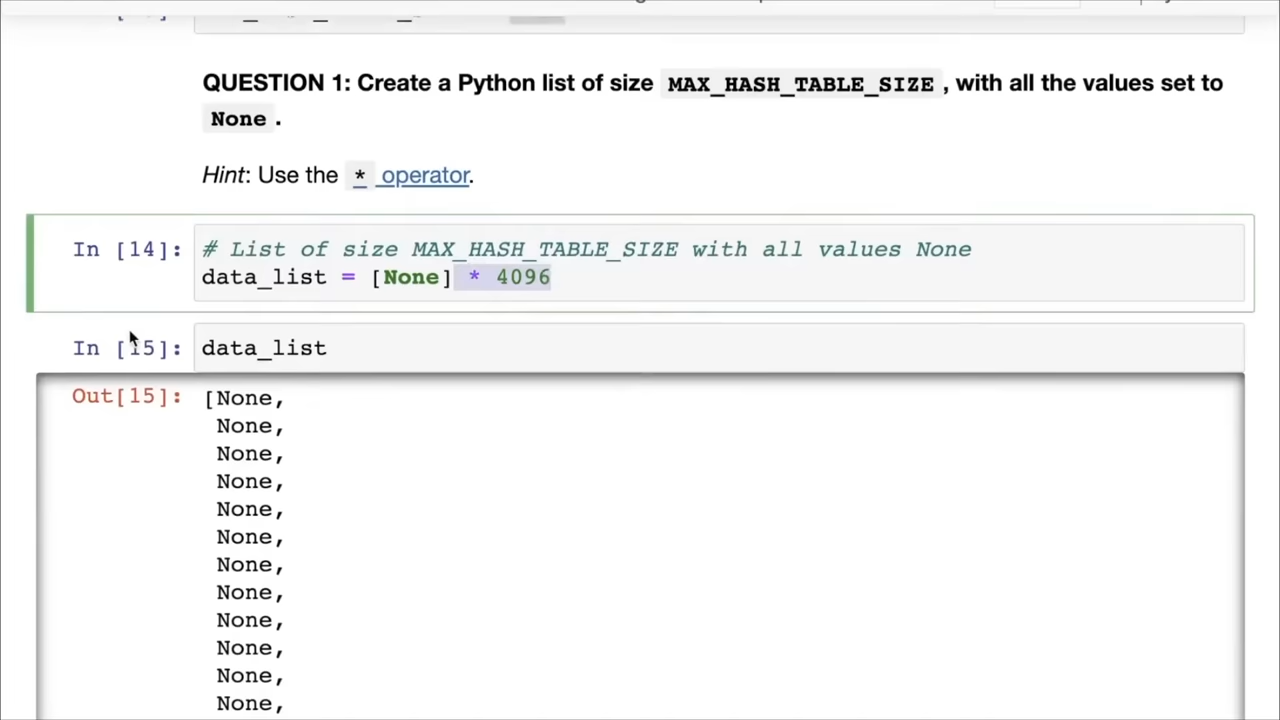 QUESTION 1: Create a Python list of size MAX_HASH_TABLE_SIZE , with all the values set to
None .
Hint: Use the * operator.
In [14]: # List of size MAX_HASH_TABLE_SIZE with all values None
data_list = [None] * 4096
In [15]: data_list
Out[15]: [None,
None,
None,
None,
None,
None,
None,
None,
None,
None,
None,
None,